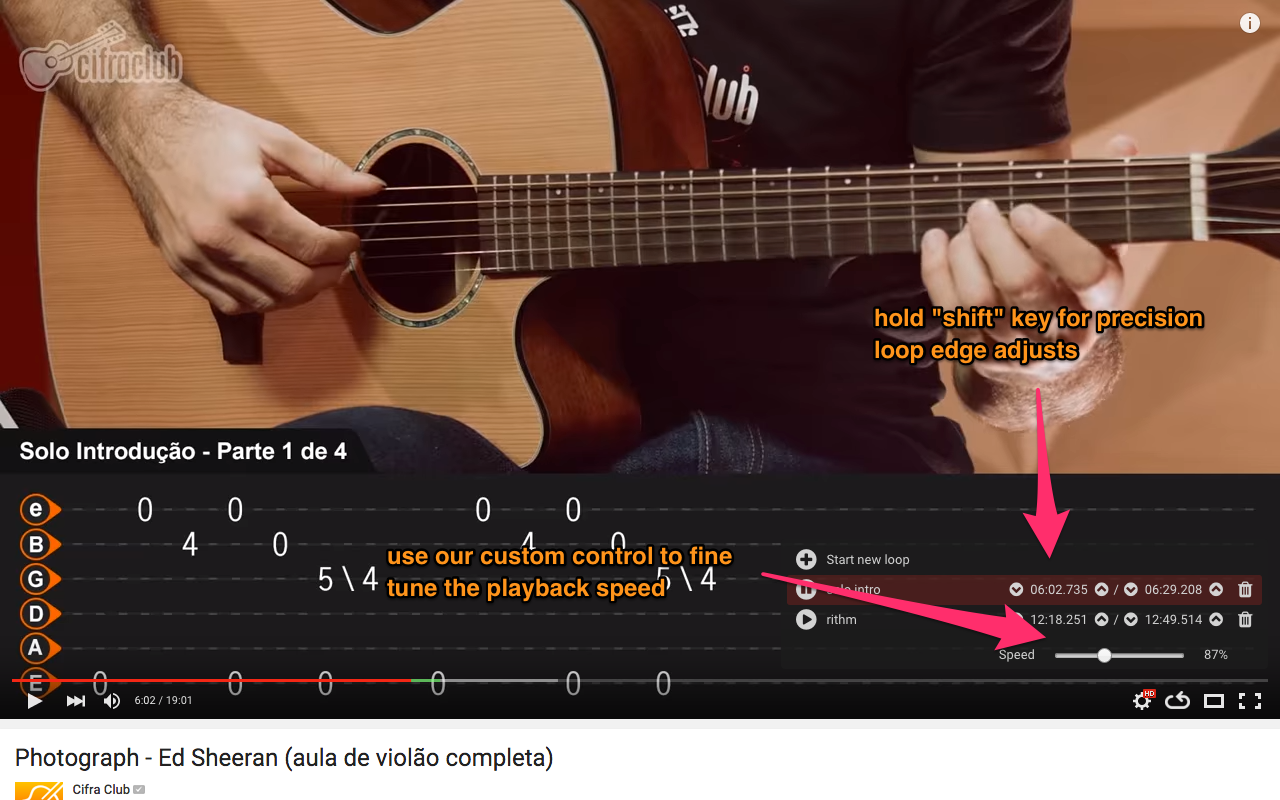 cifraclub
lub
hold "shift" key for precision
loop edge adjusts
Solo Introdução - Parte 1 de 4
e 0 0 0 0
B 4 0 4 0
G 5 \ 4 5 \ 4
D
A
E 0 0 0 0 0 0
use our custom control to fine
tune the playback speed
Start new loop
solo intro 06:02.735 / 06:29.208
rithm 12:18.251 / 12:49.514
Speed 87%
6:02 / 19:01
HD
Photograph - Ed Sheeran (aula de violão completa)
Cifra Club